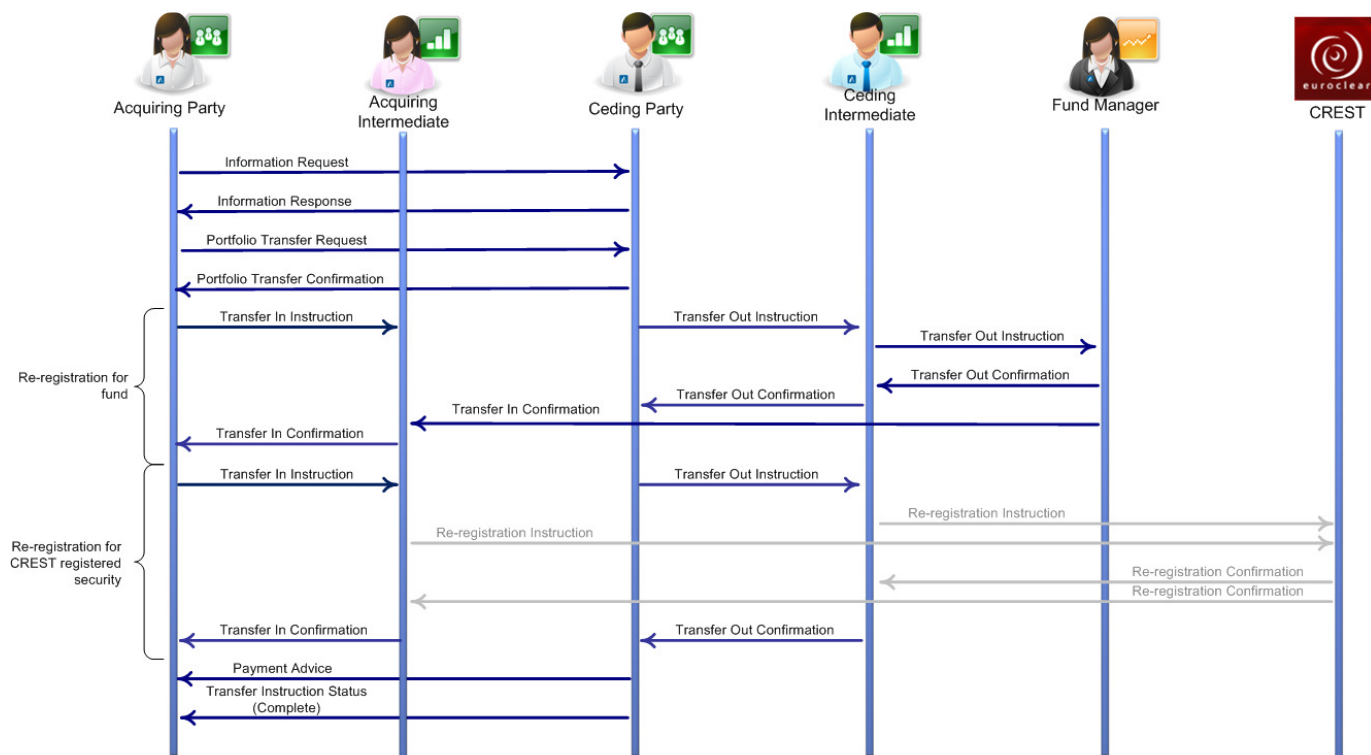 Acquiring Party
Acquiring
Intermediate
Ceding Party
Ceding
Intermediate
Fund Manager
euroclear
CREST
Information Request
Information Response
Portfolio Transfer Request
Portfolio Transfer Confirmation
Transfer In Instruction
Transfer Out Instruction
Transfer Out Instruction
Re-registration for
fund
Transfer Out Confirmation
Transfer Out Confirmation
Transfer In Confirmation
Transfer In Confirmation
Transfer In Instruction
Transfer Out Instruction
Re-registration Instruction
Re-registration Instruction
Re-registration for
CREST registered
security
Re-registration Confirmation
Re-registration Confirmation
Transfer In Confirmation
Transfer Out Confirmation
Payment Advice
Transfer Instruction Status
(Complete)